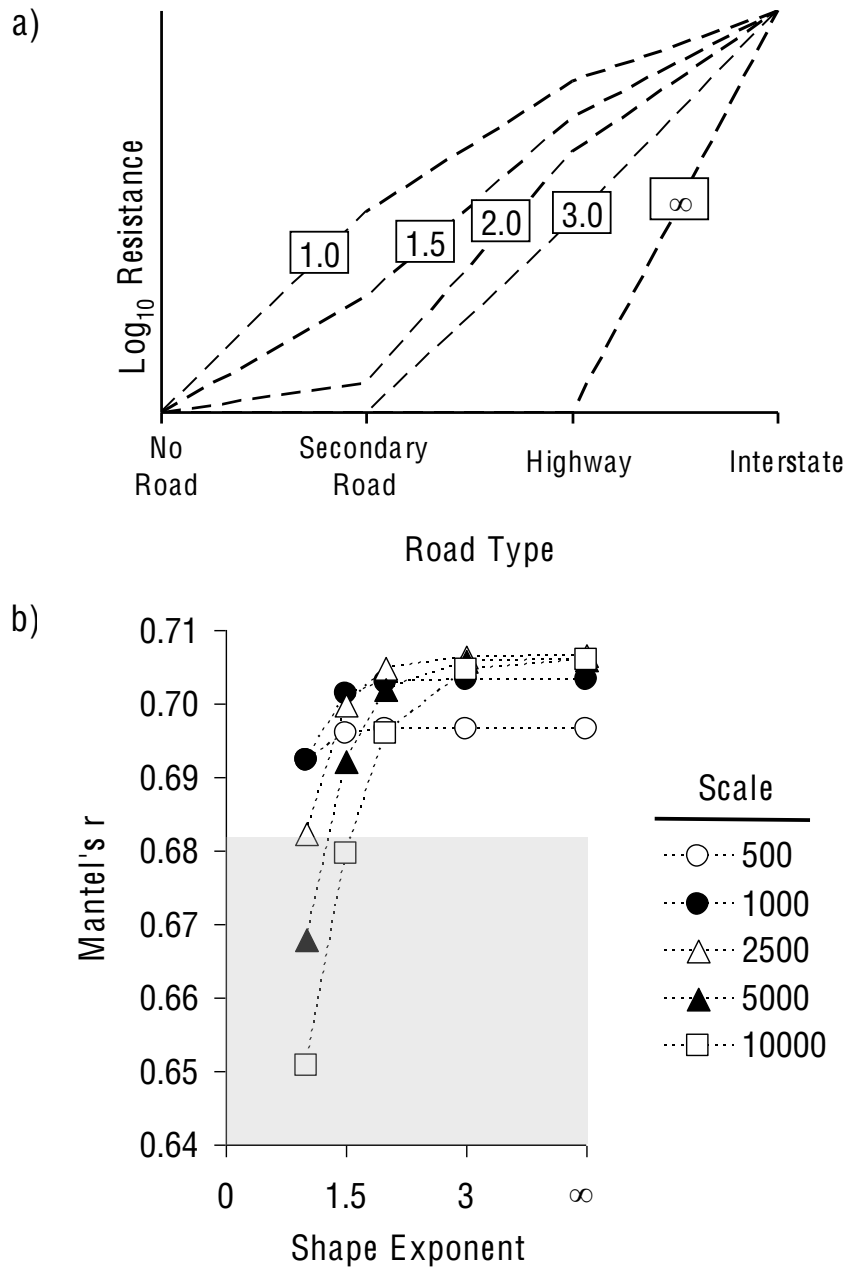 a)
Log10 Resistance
1.0
1.5
2.0
3.0
∞
No Road
Secondary Road
Highway
Interstate
Road Type
b)
Mantel's r
0.71
0.70
0.69
0.68
0.67
0.66
0.65
0.64
0
1.5
3
∞
Shape Exponent
Scale
500
1000
2500
5000
10000